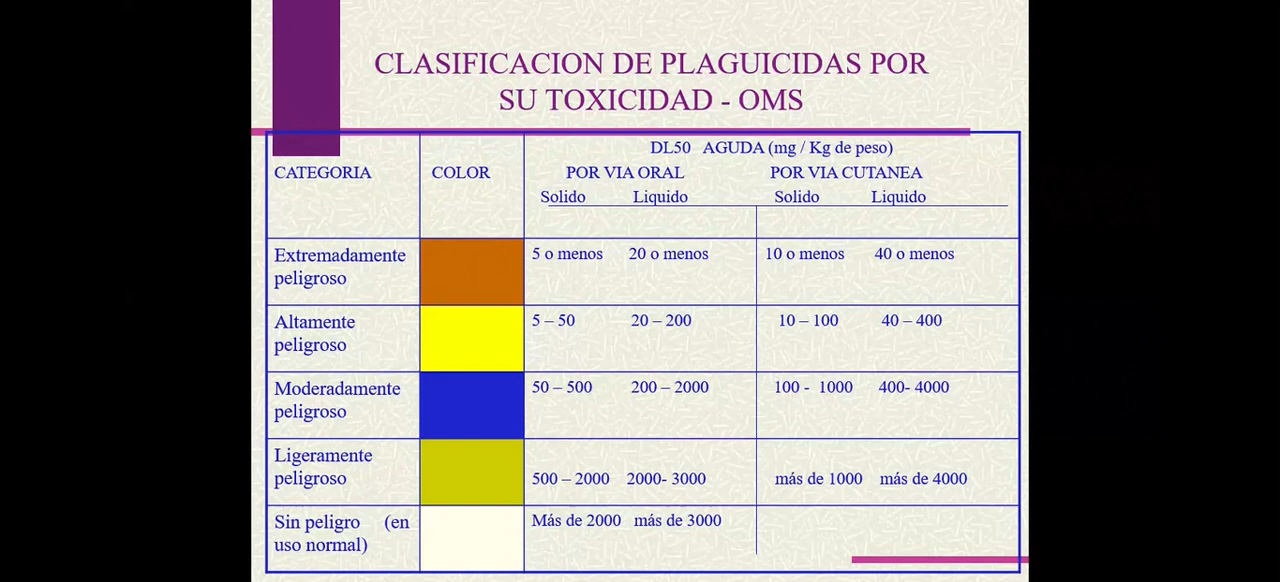 CLASIFICACION DE PLAGUICIDAS POR
SU TOXICIDAD - OMS
DL50 AGUDA (mg / Kg de peso)
CATEGORIA COLOR POR VIA ORAL POR VIA CUTANEA
Solido Liquido Solido Liquido
Extremadamente 5 o menos 20 o menos 10 o menos 40 o menos
peligroso
Altamente 5 – 50 20 – 200 10 – 100 40 – 400
peligroso
Moderadamente 50 – 500 200 – 2000 100 - 1000 400- 4000
peligroso
Ligeramente
peligroso 500 – 2000 2000- 3000 más de 1000 más de 4000
Sin peligro (en Más de 2000 más de 3000
uso normal)